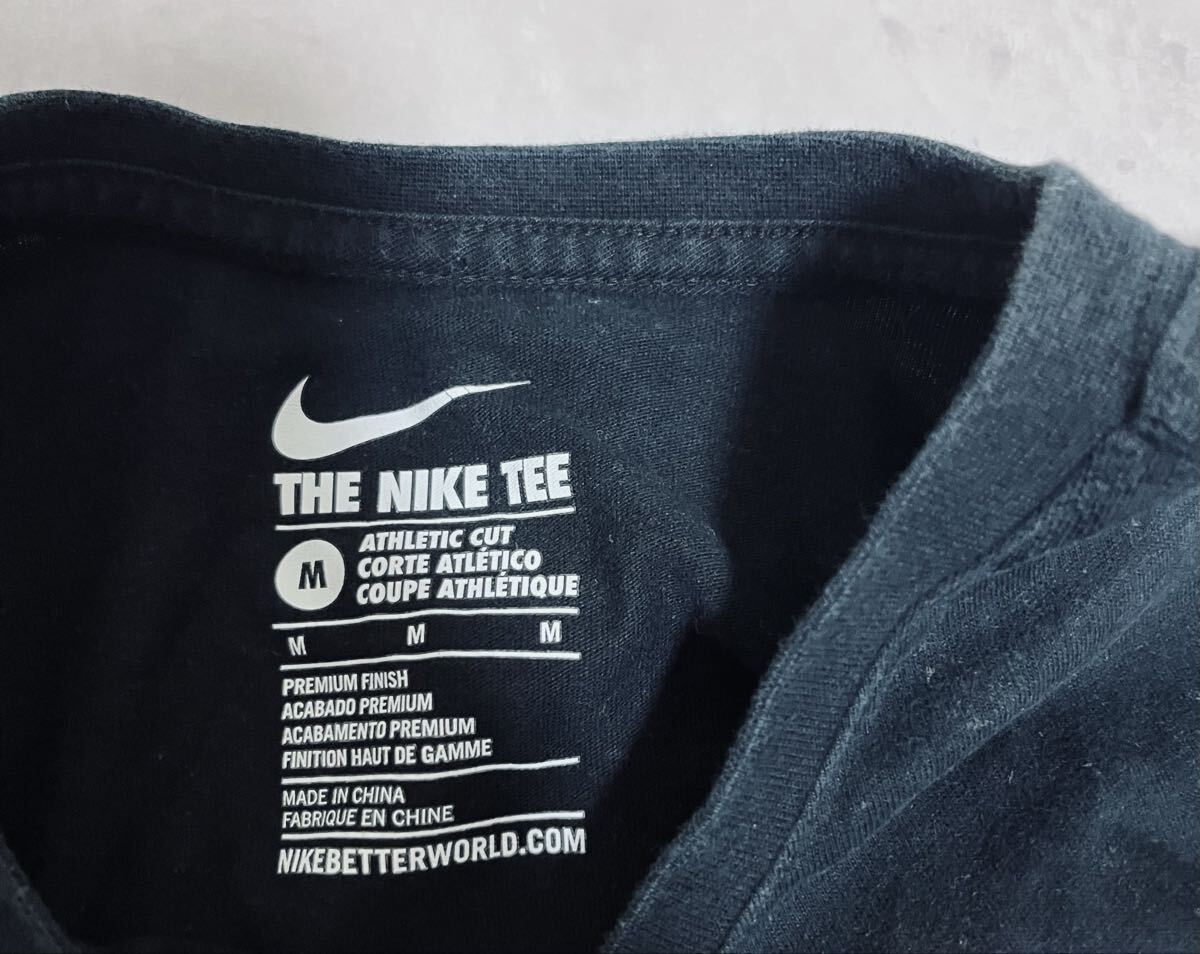 THE NIKE TEE
M
ATHLETIC CUT
CORTE ATLÉTICO
COUPE ATHLÉTIQUE
M M M
PREMIUM FINISH
ACABADO PREMIUM
ACABAMENTO PREMIUM
FINITION HAUT DE GAMME
MADE IN CHINA
FABRIQUE EN CHINE
NIKEBETTERWORLD.COM